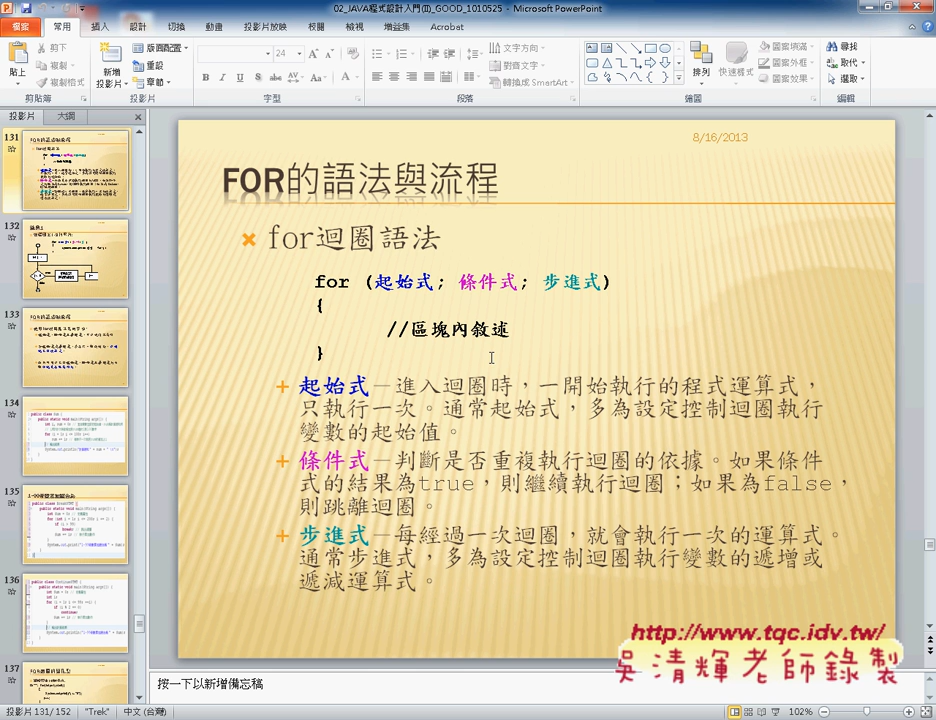 02_JAVA程式設計入門(II)_GOOD_1010525 - Microsoft PowerPoint
檔案 常用 插入 設計 切換 動畫 投影片放映 校閱 檢視 增益集 Acrobat
貼上 剪下 複製 複製格式 剪貼簿
新增投影片 版面配置 重設 章節 投影片
24
字型
文字方向
對齊文字
轉換成 SmartArt
段落
排列 快速樣式 圖案填滿 圖案外框 圖案效果 繪圖
尋找 取代 選取 編輯
投影片 大綱
131
132
133
134
135
136
137
8/16/2013
FOR的語法與流程
for迴圈語法
for (起始式; 條件式; 步進式)
{
//區塊內敘述
}
起始式－進入迴圈時，一開始執行的程式運算式，
只執行一次。通常起始式，多為設定控制迴圈執行
變數的起始值。
條件式－判斷是否重複執行迴圈的依據。如果條件
式的結果為true，則繼續執行迴圈；如果為false，
則跳離迴圈。
步進式－每經過一次迴圈，就會執行一次的運算式。
通常步進式，多為設定控制迴圈執行變數的遞增或
遞減運算式。
http://www.tqc.idv.tw/
吳清輝老師錄製
按一下以新增備忘稿
投影片 131/152 "Trek" 中文 (台灣) 102%